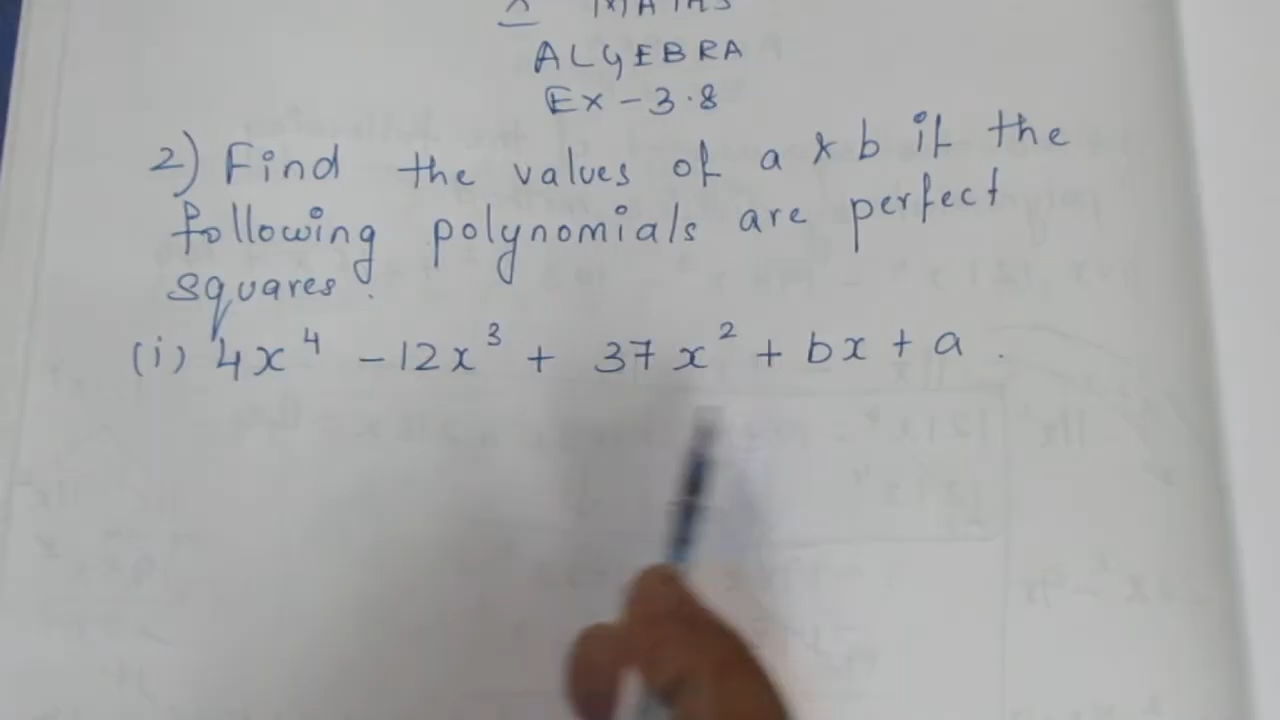 X MATHS
ALGEBRA
Ex - 3.8
2) Find the values of a & b if the
following polynomials are perfect
squares.
(i) 4x⁴ - 12x³ + 37x² + bx + a.